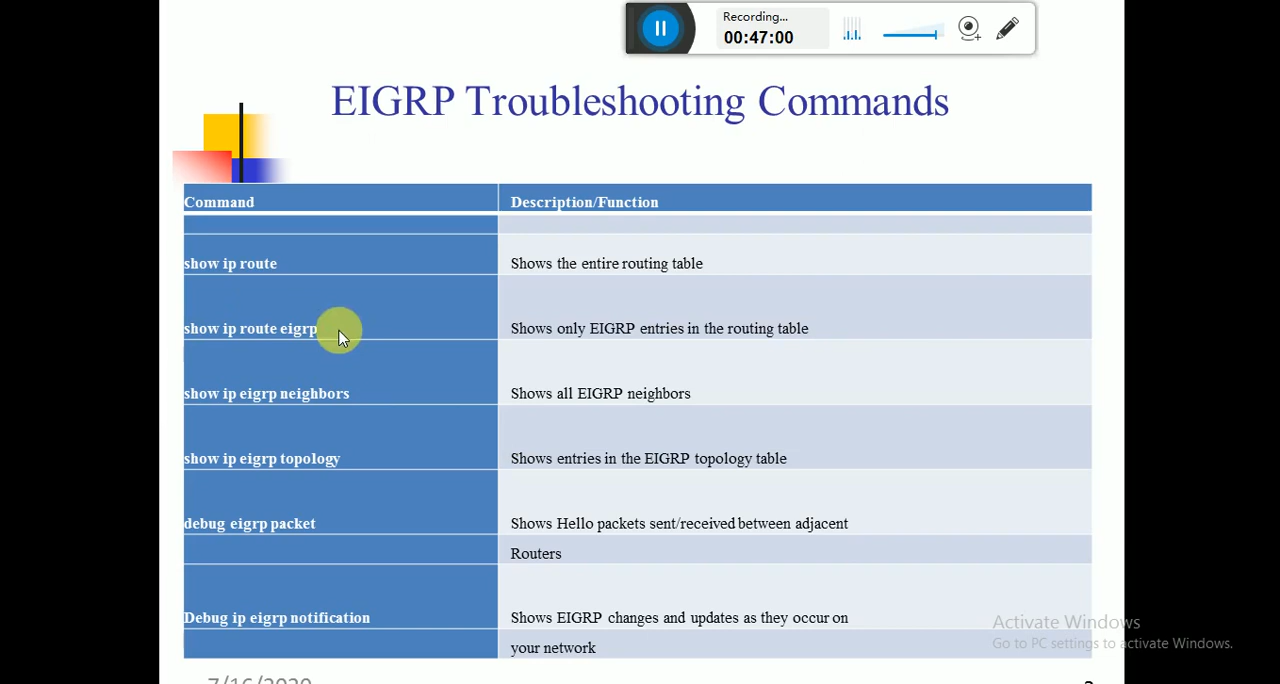 Recording...
00:47:00
EIGRP Troubleshooting Commands
Command Description/Function
show ip route Shows the entire routing table
show ip route eigrp Shows only EIGRP entries in the routing table
show ip eigrp neighbors Shows all EIGRP neighbors
show ip eigrp topology Shows entries in the EIGRP topology table
debug eigrp packet Shows Hello packets sent/received between adjacent
Routers
Debug ip eigrp notification Shows EIGRP changes and updates as they occur on
your network
Activate Windows
Go to PC settings to activate Windows.
7/16/2020